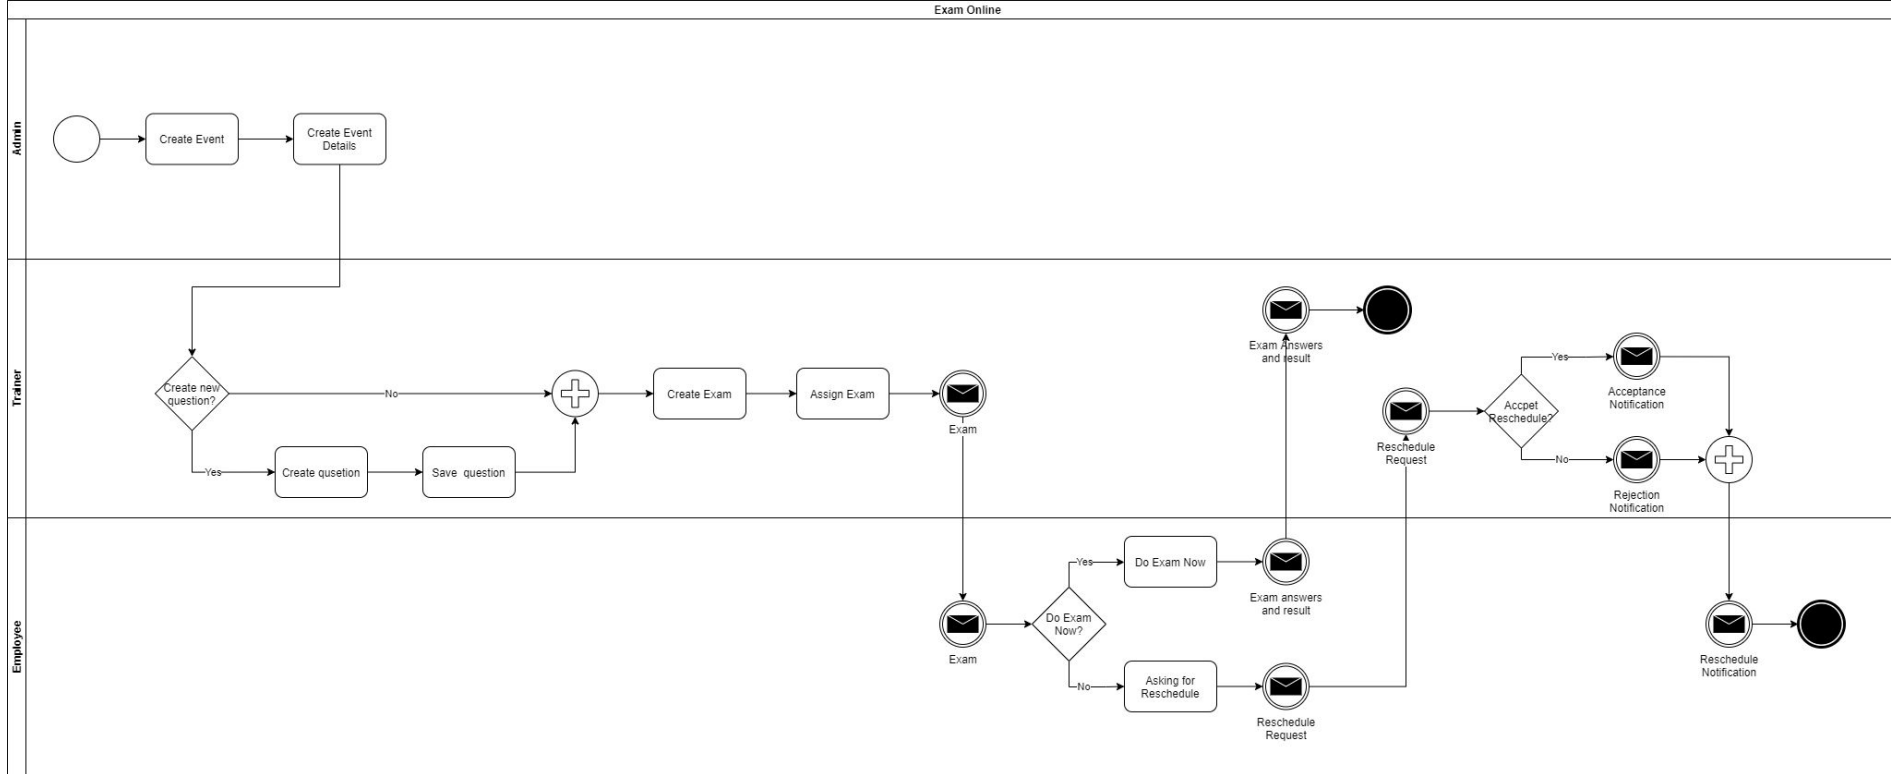 Exam Online
Admin
Create Event
Create Event
Details
Trainer
Create new
question?
No
Yes
Create qusetion
Save question
Create Exam
Assign Exam
Exam
Exam Answers
and result
Reschedule
Request
Accpet
Reschedule?
Yes
No
Acceptance
Notification
Rejection
Notification
Employee
Exam
Do Exam
Now?
Yes
No
Do Exam Now
Asking for
Reschedule
Exam answers
and result
Reschedule
Request
Reschedule
Notification